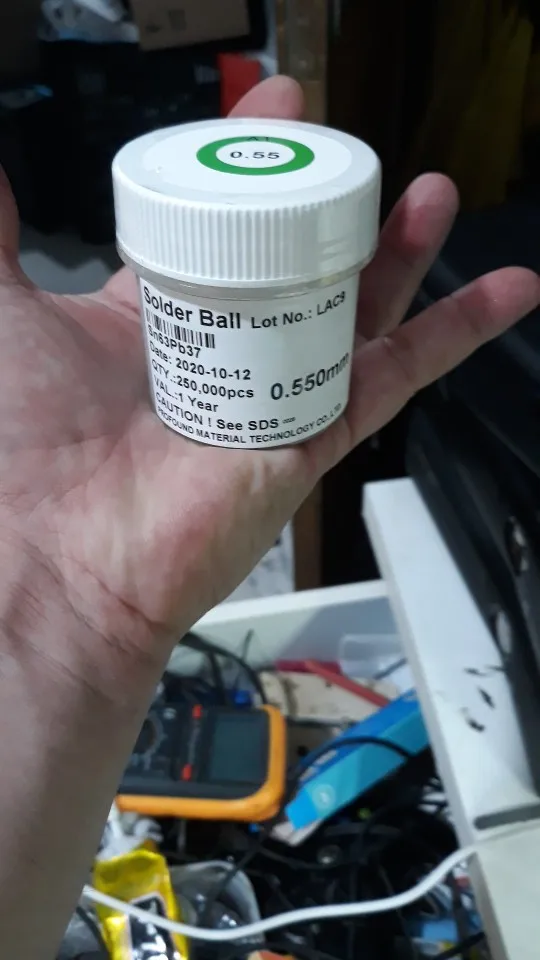 0.55
Solder Ball Lot No.: LAC9
Sn63Pb37
Date: 2020-10-12
QTY.:250,000pcs
0.550mm
VAL.:1 Year
CAUTION ! See SDS
PROFOUND MATERIAL TECHNOLOGY CO.,LTD